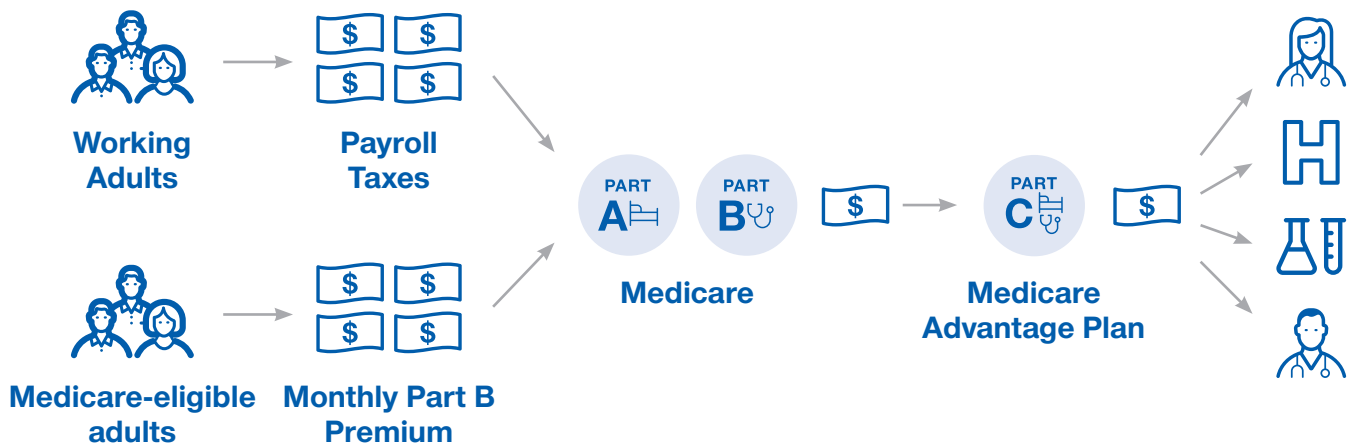 $ $
$ $
Working
Adults
Payroll
Taxes
PART
A
PART
B
$
PART
C
$
H
Medicare
Medicare
Advantage Plan
$ $
$ $
Medicare-eligible
adults
Monthly Part B
Premium